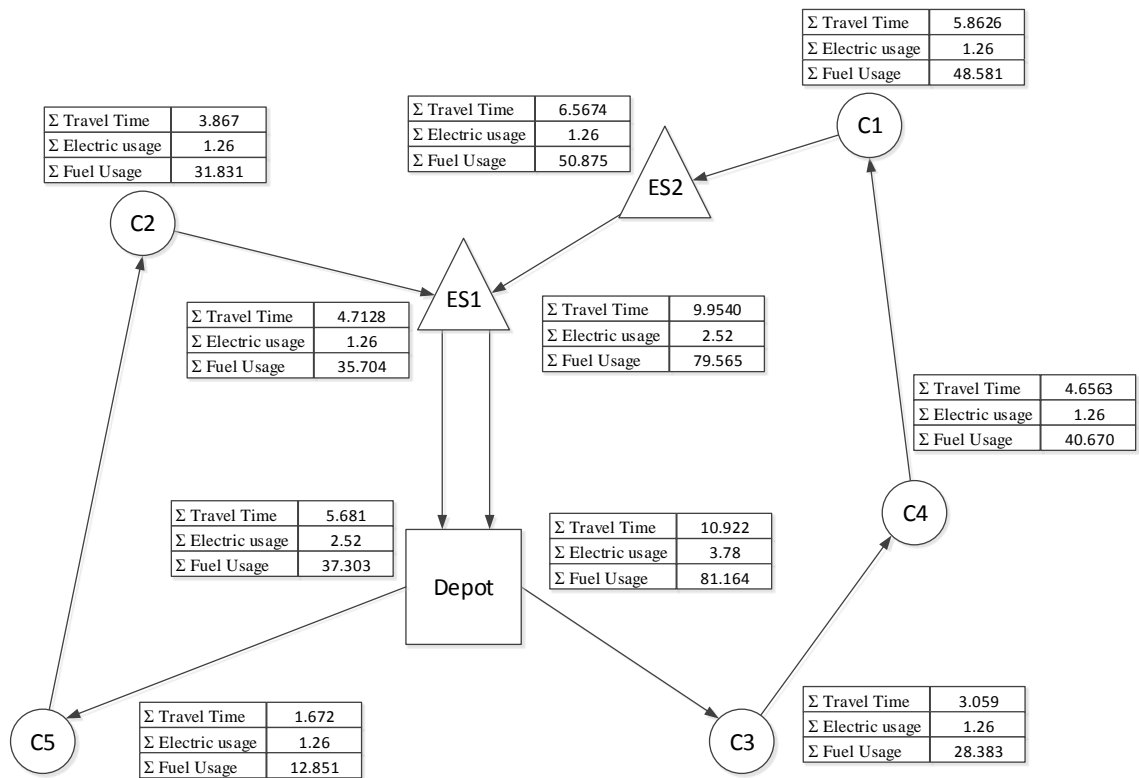 Σ Travel Time 5.8626
Σ Electric usage 1.26
Σ Fuel Usage 48.581
Σ Travel Time 6.5674
Σ Electric usage 1.26
Σ Fuel Usage 50.875
Σ Travel Time 3.867
Σ Electric usage 1.26
Σ Fuel Usage 31.831
C1
ES2
C2
ES1
Σ Travel Time 4.7128
Σ Electric usage 1.26
Σ Fuel Usage 35.704
Σ Travel Time 9.9540
Σ Electric usage 2.52
Σ Fuel Usage 79.565
Σ Travel Time 4.6563
Σ Electric usage 1.26
Σ Fuel Usage 40.670
Σ Travel Time 5.681
Σ Electric usage 2.52
Σ Fuel Usage 37.303
Σ Travel Time 10.922
Σ Electric usage 3.78
Σ Fuel Usage 81.164
C4
Depot
C5
Σ Travel Time 1.672
Σ Electric usage 1.26
Σ Fuel Usage 12.851
C3
Σ Travel Time 3.059
Σ Electric usage 1.26
Σ Fuel Usage 28.383